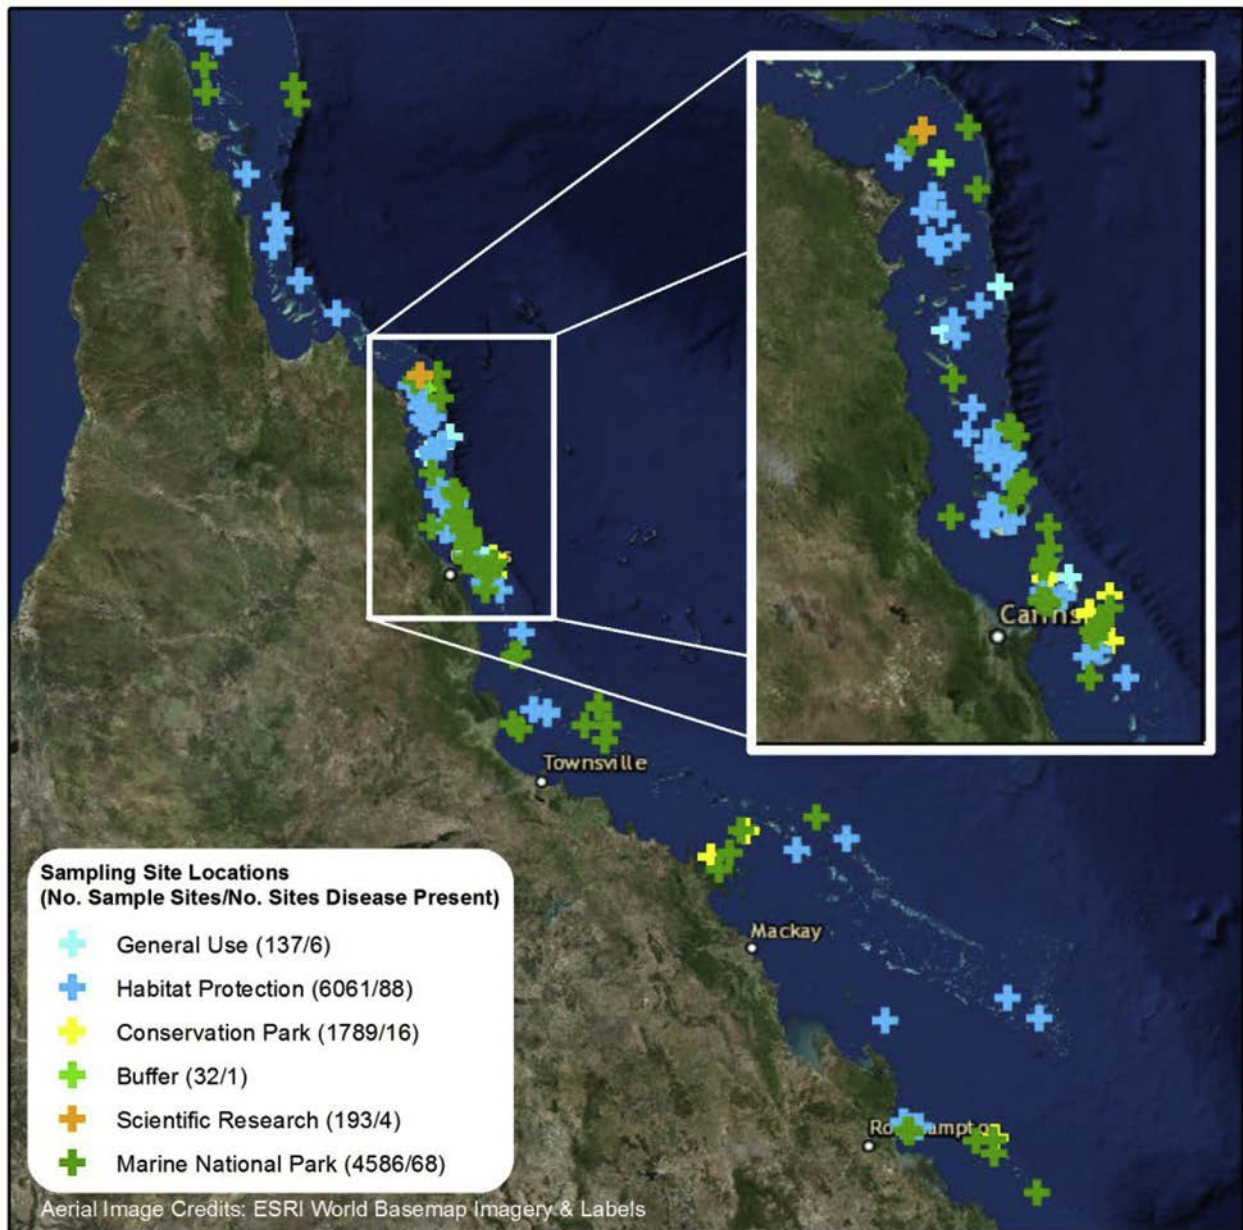 Cairns
Townsville
Mackay
Sampling Site Locations
(No. Sample Sites/No. Sites Disease Present)
General Use (137/6)
Habitat Protection (6061/88)
Conservation Park (1789/16)
Buffer (32/1)
Scientific Research (193/4)
Marine National Park (4586/68)
Rockhampton
Aerial Image Credits: ESRI World Basemap Imagery & Labels